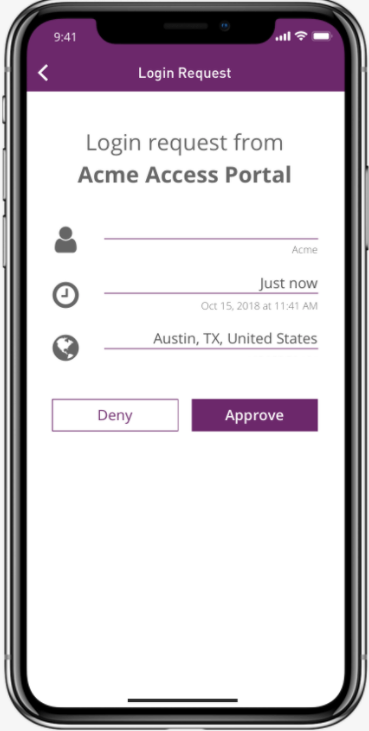 9:41
Login Request
Login request from
Acme Access Portal
Acme
Just now
Oct 15, 2018 at 11:41 AM
Austin, TX, United States
Deny
Approve